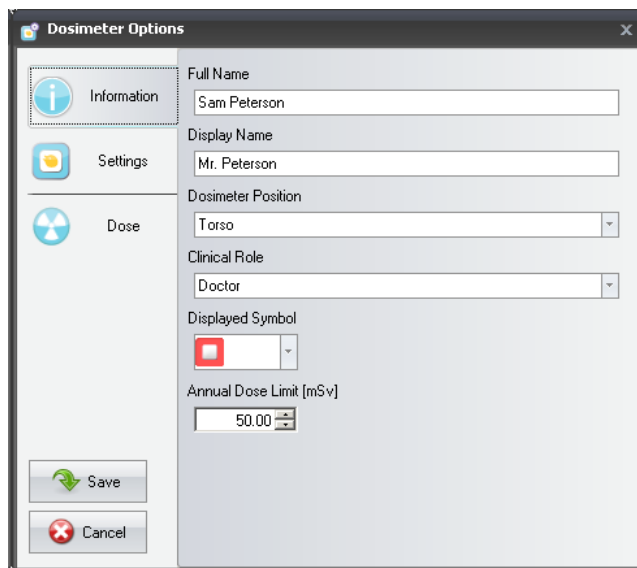 Dosimeter Options
Information
Settings
Dose
Full Name
Sam Peterson
Display Name
Mr. Peterson
Dosimeter Position
Torso
Clinical Role
Doctor
Displayed Symbol
Annual Dose Limit [mSv]
50.00
Save
Cancel